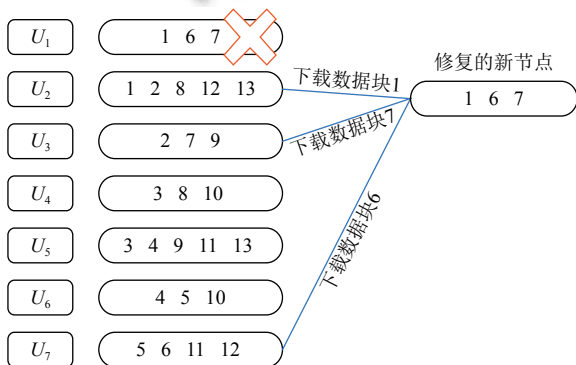 U₁ 1 6 7
U₂ 1 2 8 12 13
下载数据块1
修复的新节点
1 6 7
U₃ 2 7 9
下载数据块7
U₄ 3 8 10
U₅ 3 4 9 11 13
下载数据块6
U₆ 4 5 10
U₇ 5 6 11 12